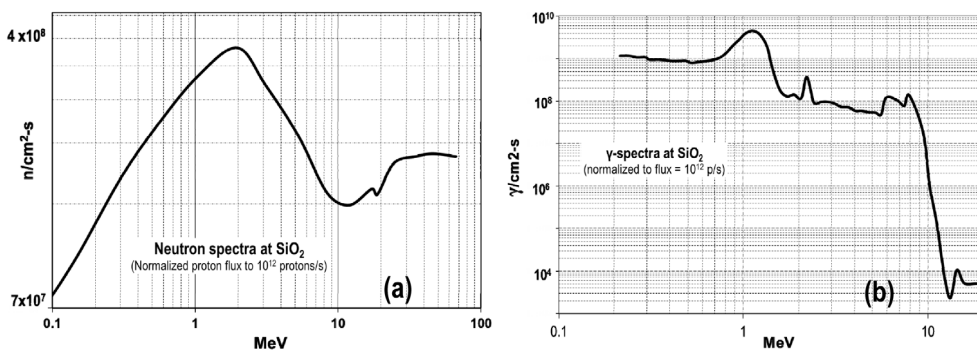 4 x10⁸
n/cm²-s
7x10⁷
Neutron spectra at SiO₂
(Normalized proton flux to 10¹² protons/s)
(a)
0.1 1 10 100
MeV
10¹⁰
10⁸
10⁶
10⁴
γ/cm2-s
γ-spectra at SiO₂
(normalized to flux = 10¹² p/s)
(b)
0.1 1 10
MeV